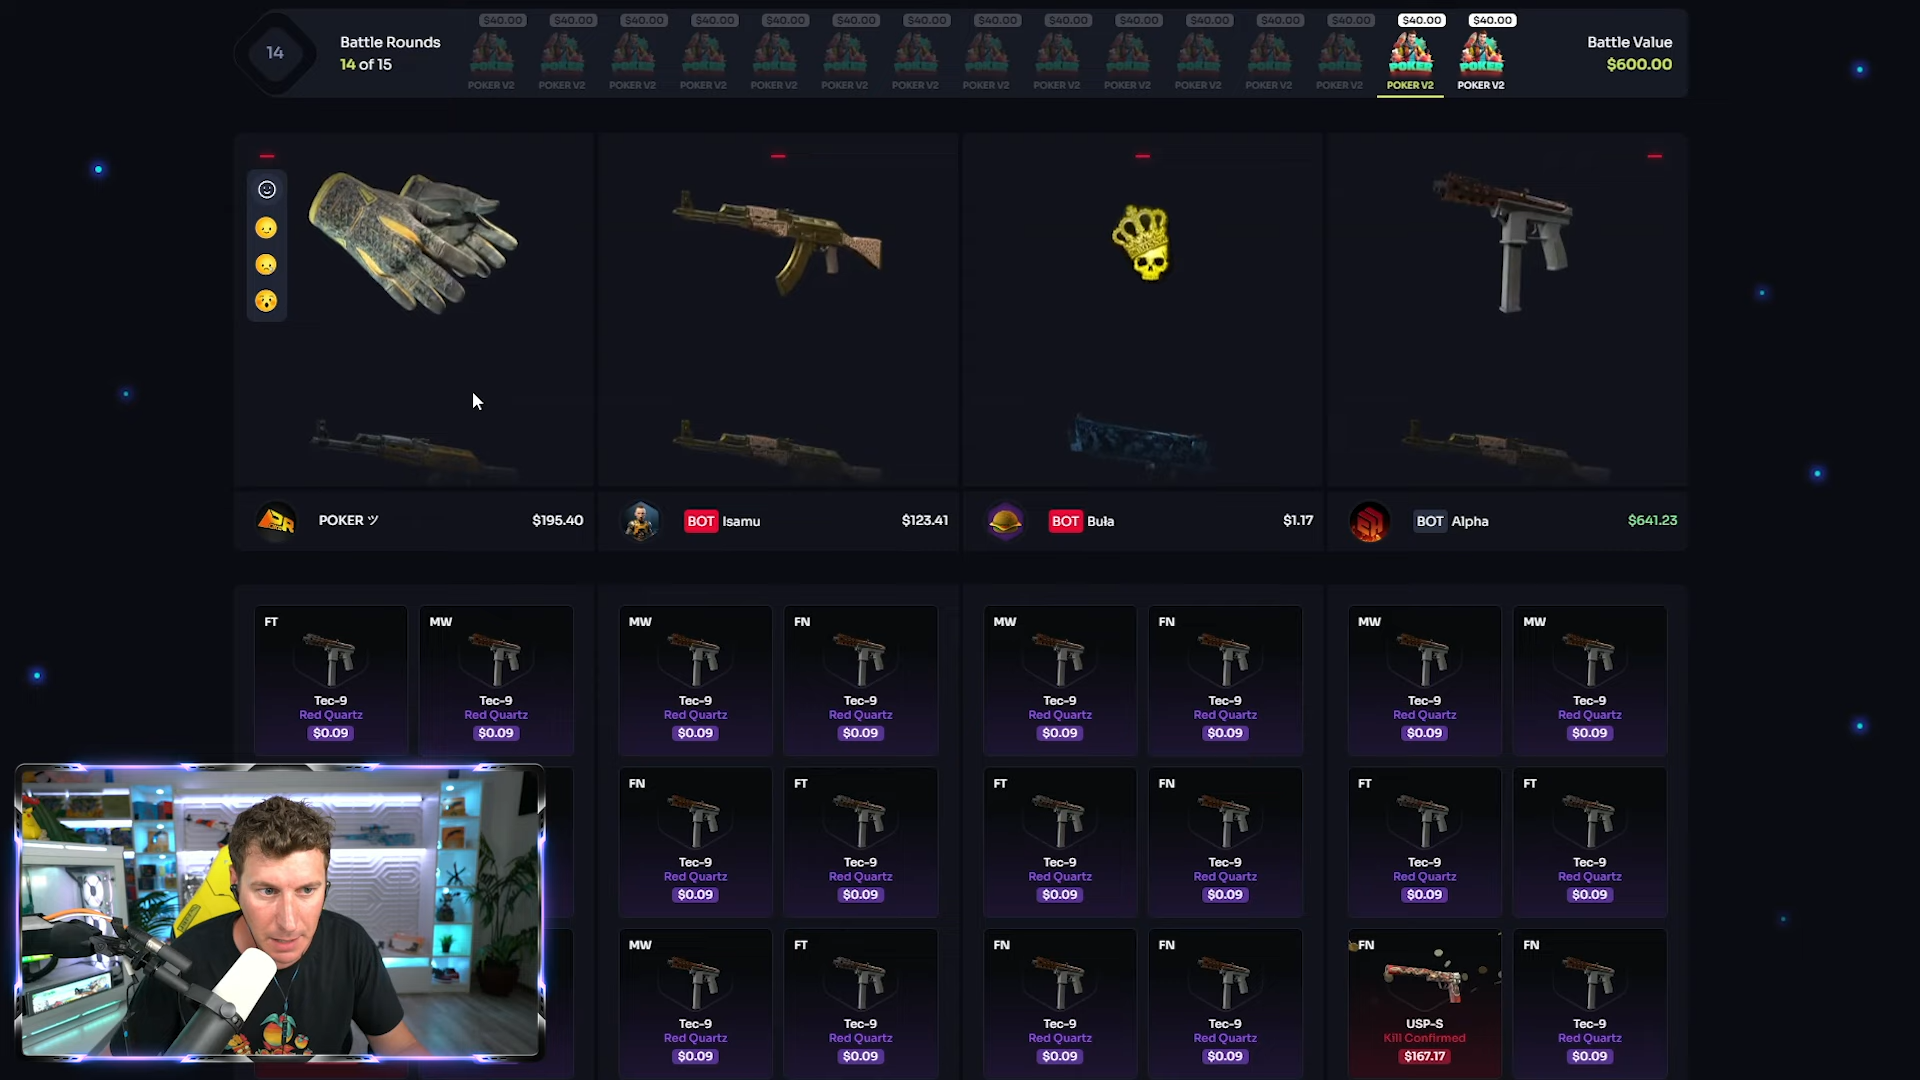 $40.00 $40.00 $40.00 $40.00 $40.00 $40.00 $40.00 $40.00 $40.00 $40.00 $40.00 $40.00 $40.00 $40.00 $40.00
14
Battle Rounds
14 of 15
POKER V2 POKER V2 POKER V2 POKER V2 POKER V2 POKER V2 POKER V2 POKER V2 POKER V2 POKER V2 POKER V2 POKER V2 POKER V2 POKER V2 POKER V2
Battle Value
$600.00
POKER ツ $195.40
BOT Isamu $123.41
BOT Buła $1.17
BOT Alpha $641.23
FT MW MW FN MW FN MW MW
Tec-9 Tec-9 Tec-9 Tec-9 Tec-9 Tec-9 Tec-9 Tec-9
Red Quartz Red Quartz Red Quartz Red Quartz Red Quartz Red Quartz Red Quartz Red Quartz
$0.09 $0.09 $0.09 $0.09 $0.09 $0.09 $0.09 $0.09
FN FT FT FN FT FT
Tec-9 Tec-9 Tec-9 Tec-9 Tec-9 Tec-9
Red Quartz Red Quartz Red Quartz Red Quartz Red Quartz Red Quartz
$0.09 $0.09 $0.09 $0.09 $0.09 $0.09
MW FT FN FN FN FN
Tec-9 Tec-9 Tec-9 Tec-9 USP-S Tec-9
Red Quartz Red Quartz Red Quartz Red Quartz Kill Confirmed Red Quartz
$0.09 $0.09 $0.09 $0.09 $167.17 $0.09